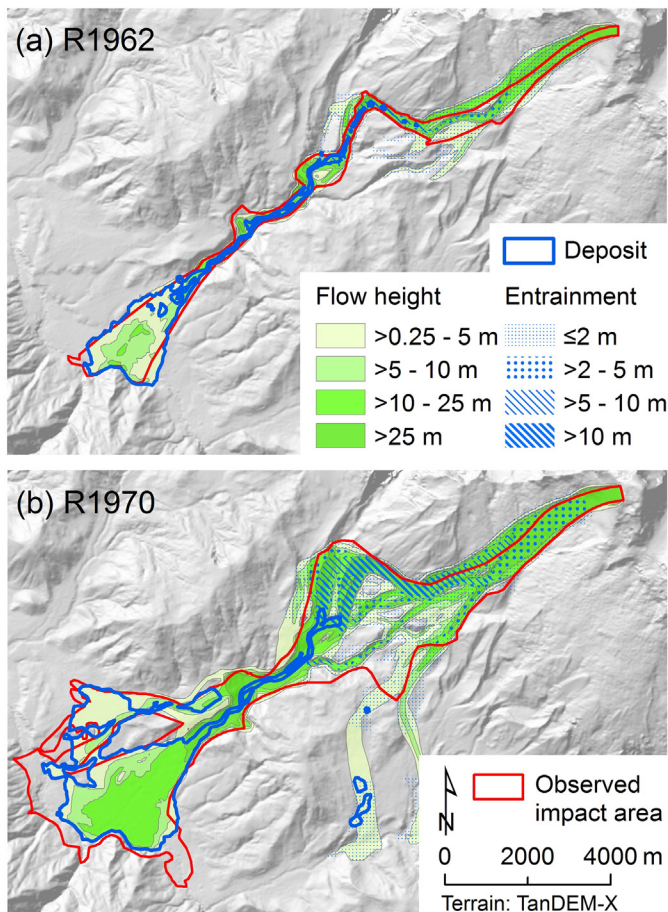 (a) R1962
Deposit
Flow height
Entrainment
>0.25 - 5 m
≤2 m
>5 - 10 m
>2 - 5 m
>10 - 25 m
>5 - 10 m
>25 m
>10 m
(b) R1970
Observed
impact area
N
0 2000 4000 m
Terrain: TanDEM-X